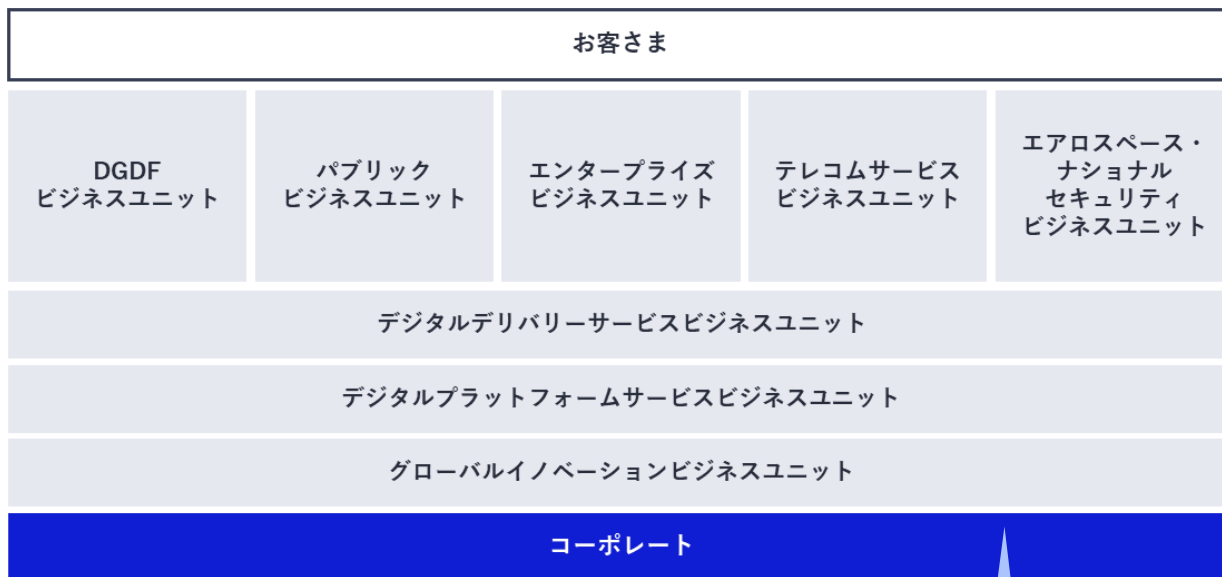 お客さま
DGDF
ビジネスユニット
パブリック
ビジネスユニット
エンタープライズ
ビジネスユニット
テレコムサービス
ビジネスユニット
エアロスペース・
ナショナル
セキュリティ
ビジネスユニット
デジタルデリバリーサービスビジネスユニット
デジタルプラットフォームサービスビジネスユニット
グローバルイノベーションビジネスユニット
コーポレート